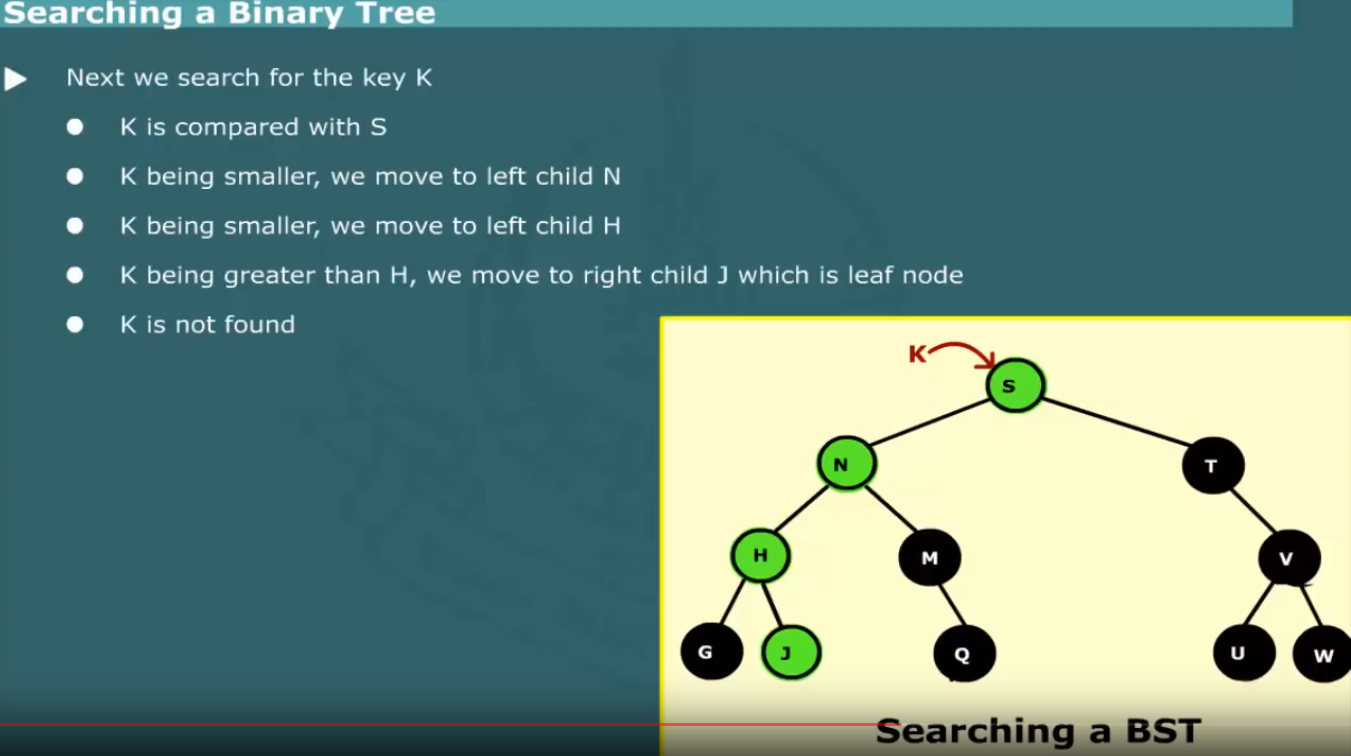 Searching a Binary Tree
Next we search for the key K
K is compared with S
K being smaller, we move to left child N
K being smaller, we move to left child H
K being greater than H, we move to right child J which is leaf node
K is not found
K
S
N
T
H
M
V
G
J
Q
U
W
Searching a BST